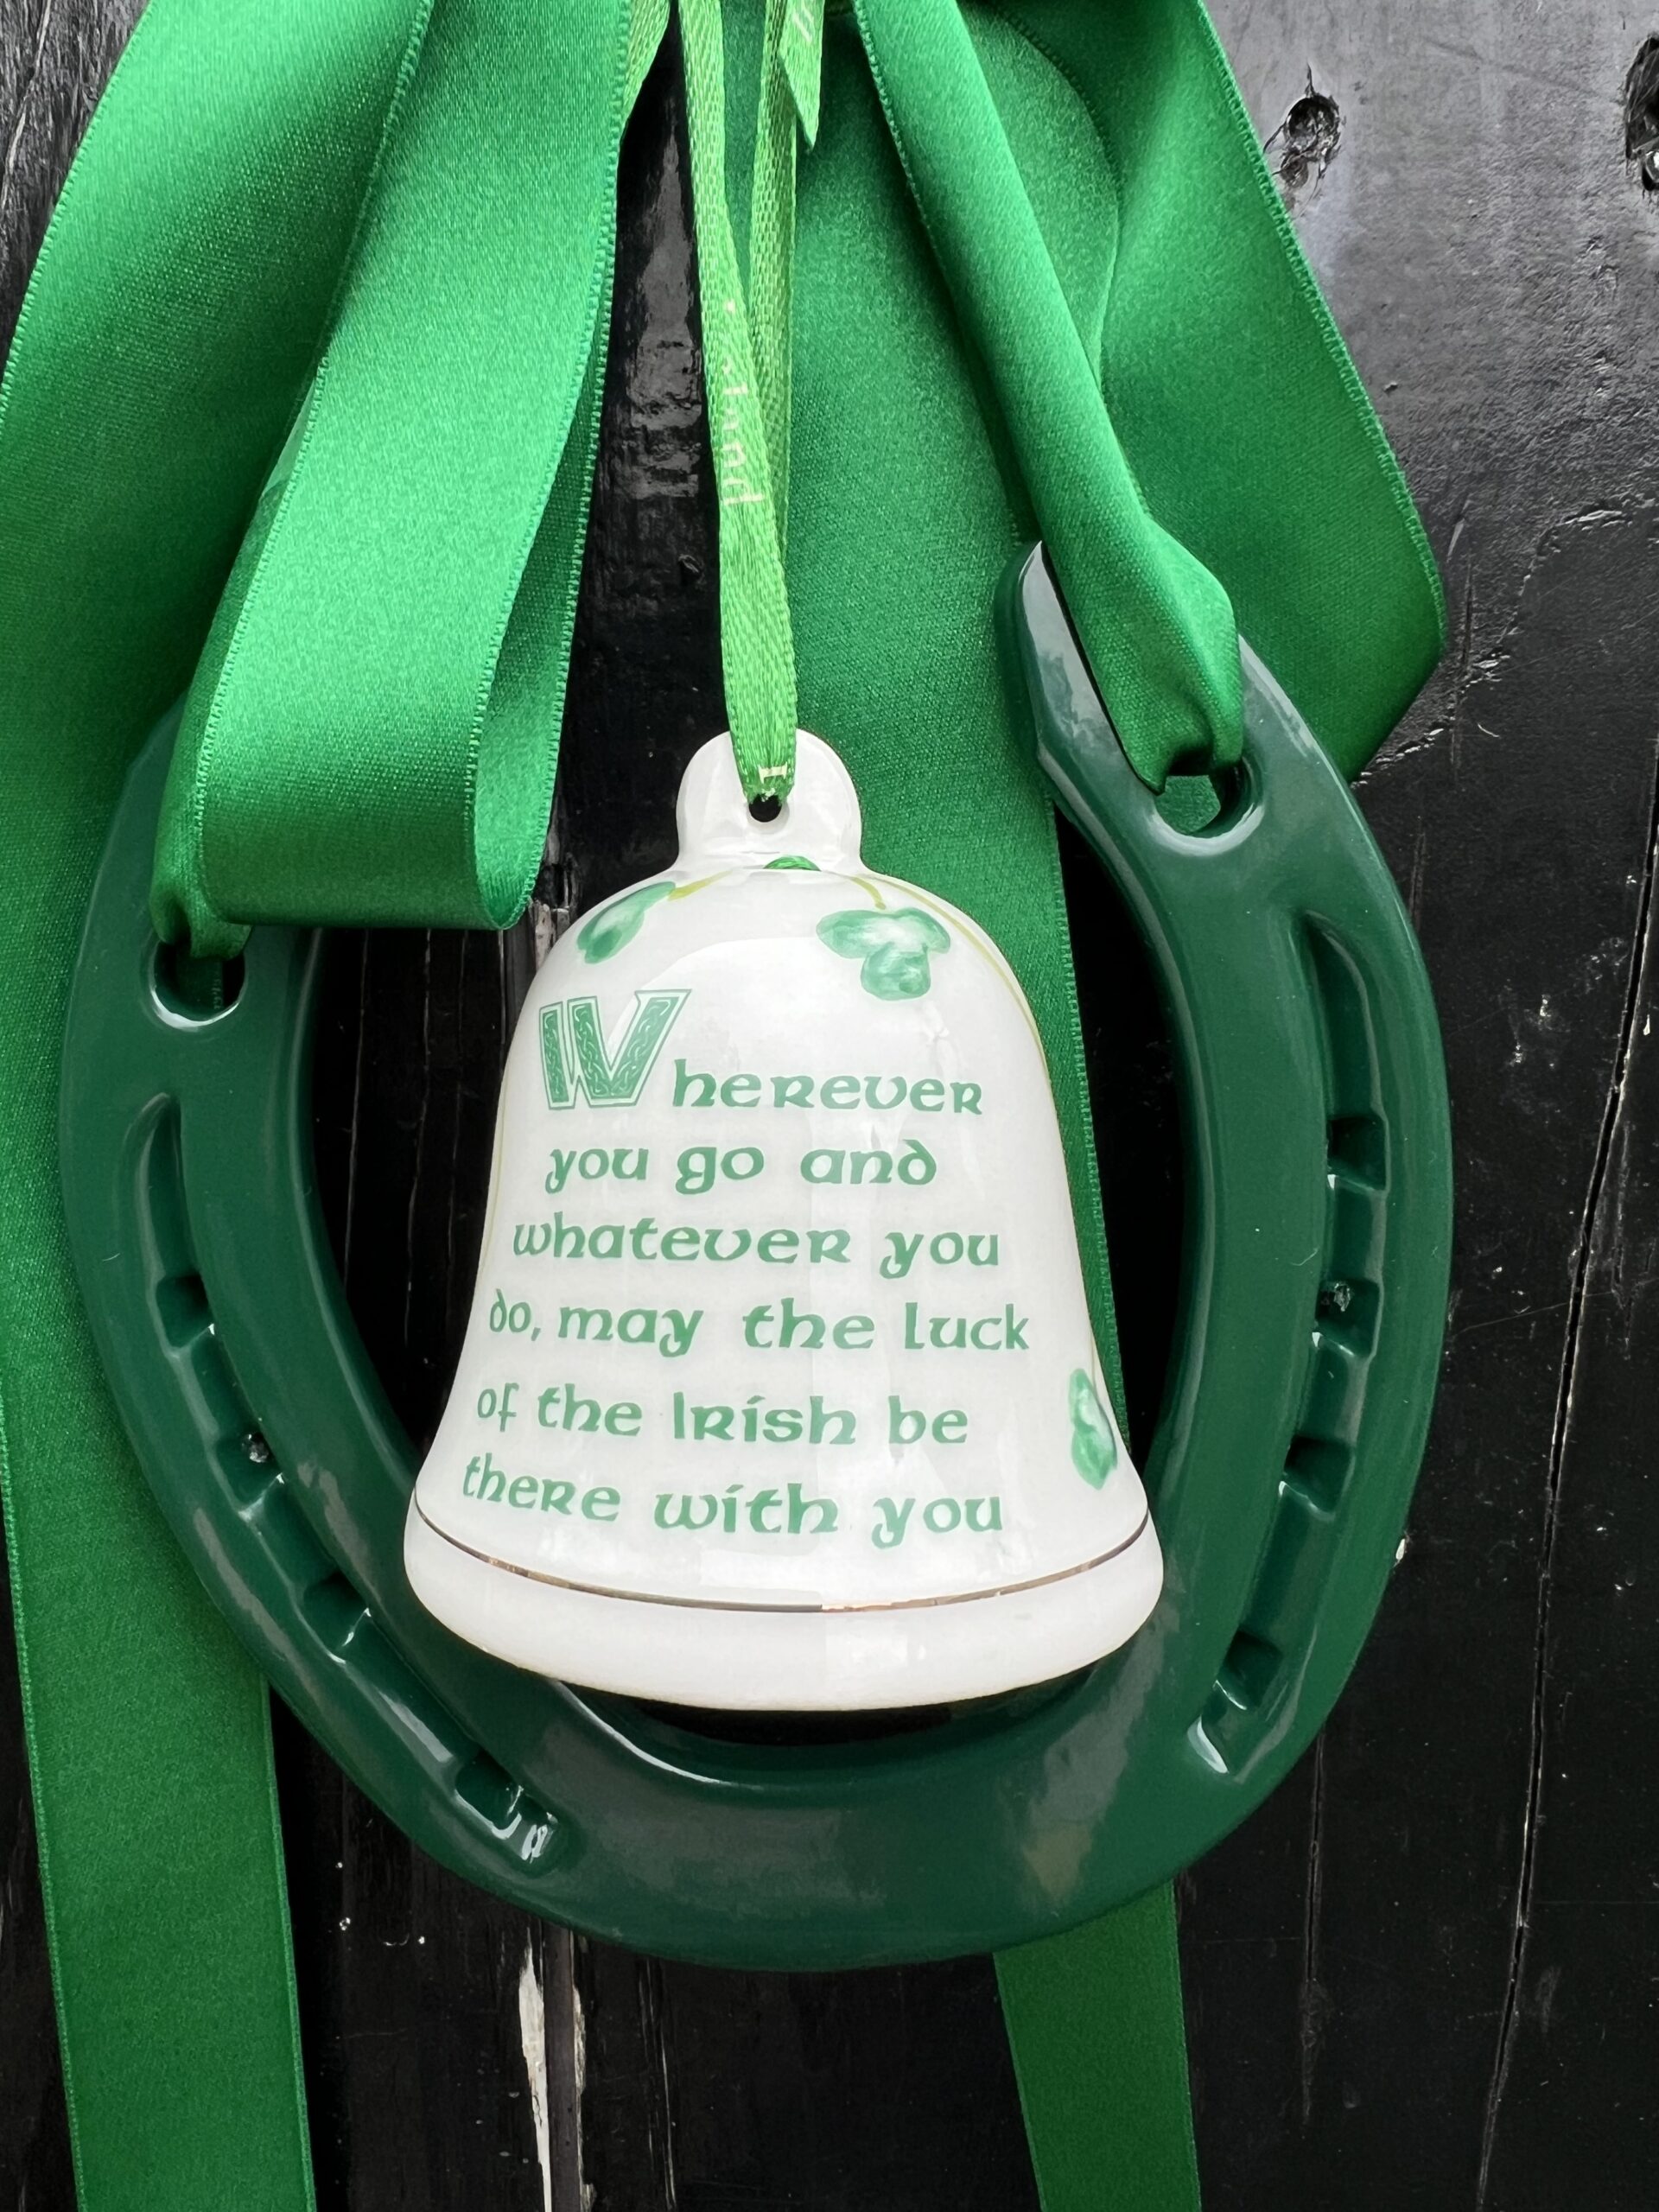 Wherever
you go and
whatever you
do, may the luck
of the Irish be
there with you